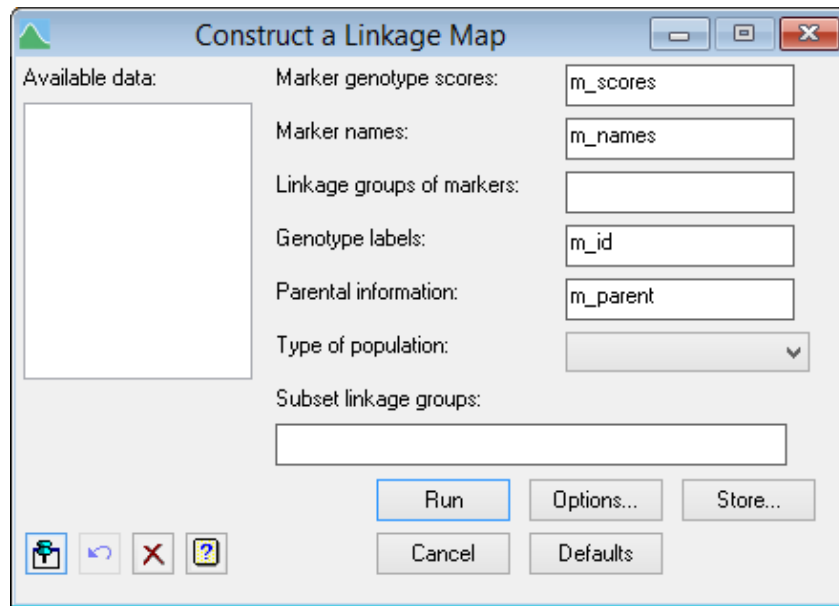 Construct a Linkage Map
Available data:
Marker genotype scores: m_scores
Marker names: m_names
Linkage groups of markers:
Genotype labels: m_id
Parental information: m_parent
Type of population:
Subset linkage groups:
Run Options... Store...
Cancel Defaults
?